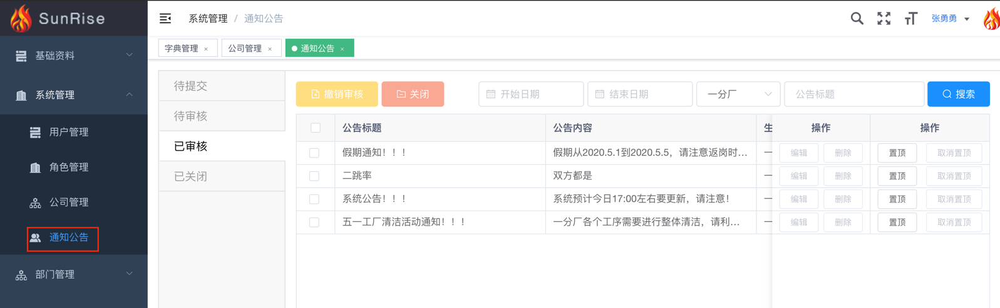 SunRise
系统管理 / 通知公告
张勇勇
字典管理 ×
公司管理 ×
通知公告 ×
基础资料
系统管理
用户管理
角色管理
公司管理
通知公告
部门管理
待提交
待审核
已审核
已关闭
撤销审核
关闭
开始日期
结束日期
一分厂
公告标题
搜索
公告标题 公告内容 生 操作 操作
假期通知！！！ 假期从2020.5.1到2020.5.5，请注意返岗时... 一 编辑 删除 置顶 取消置顶
二跳率 双方都是 一 编辑 删除 置顶 取消置顶
系统公告！！！ 系统预计今日17:00左右要更新，请注意！ 一 编辑 删除 置顶 取消置顶
五一工厂清洁活动通知！！！ 一分厂各个工序需要进行整体清洁，请利... 一 编辑 删除 置顶 取消置顶